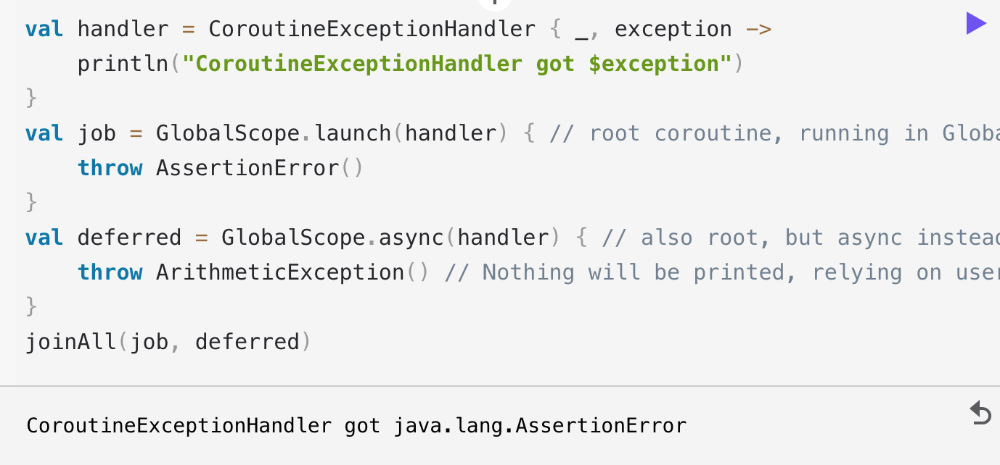 val handler = CoroutineExceptionHandler { _, exception ->
    println("CoroutineExceptionHandler got $exception")
}
val job = GlobalScope.launch(handler) { // root coroutine, running in Globa
    throw AssertionError()
}
val deferred = GlobalScope.async(handler) { // also root, but async instead
    throw ArithmeticException() // Nothing will be printed, relying on user
}
joinAll(job, deferred)
CoroutineExceptionHandler got java.lang.AssertionError